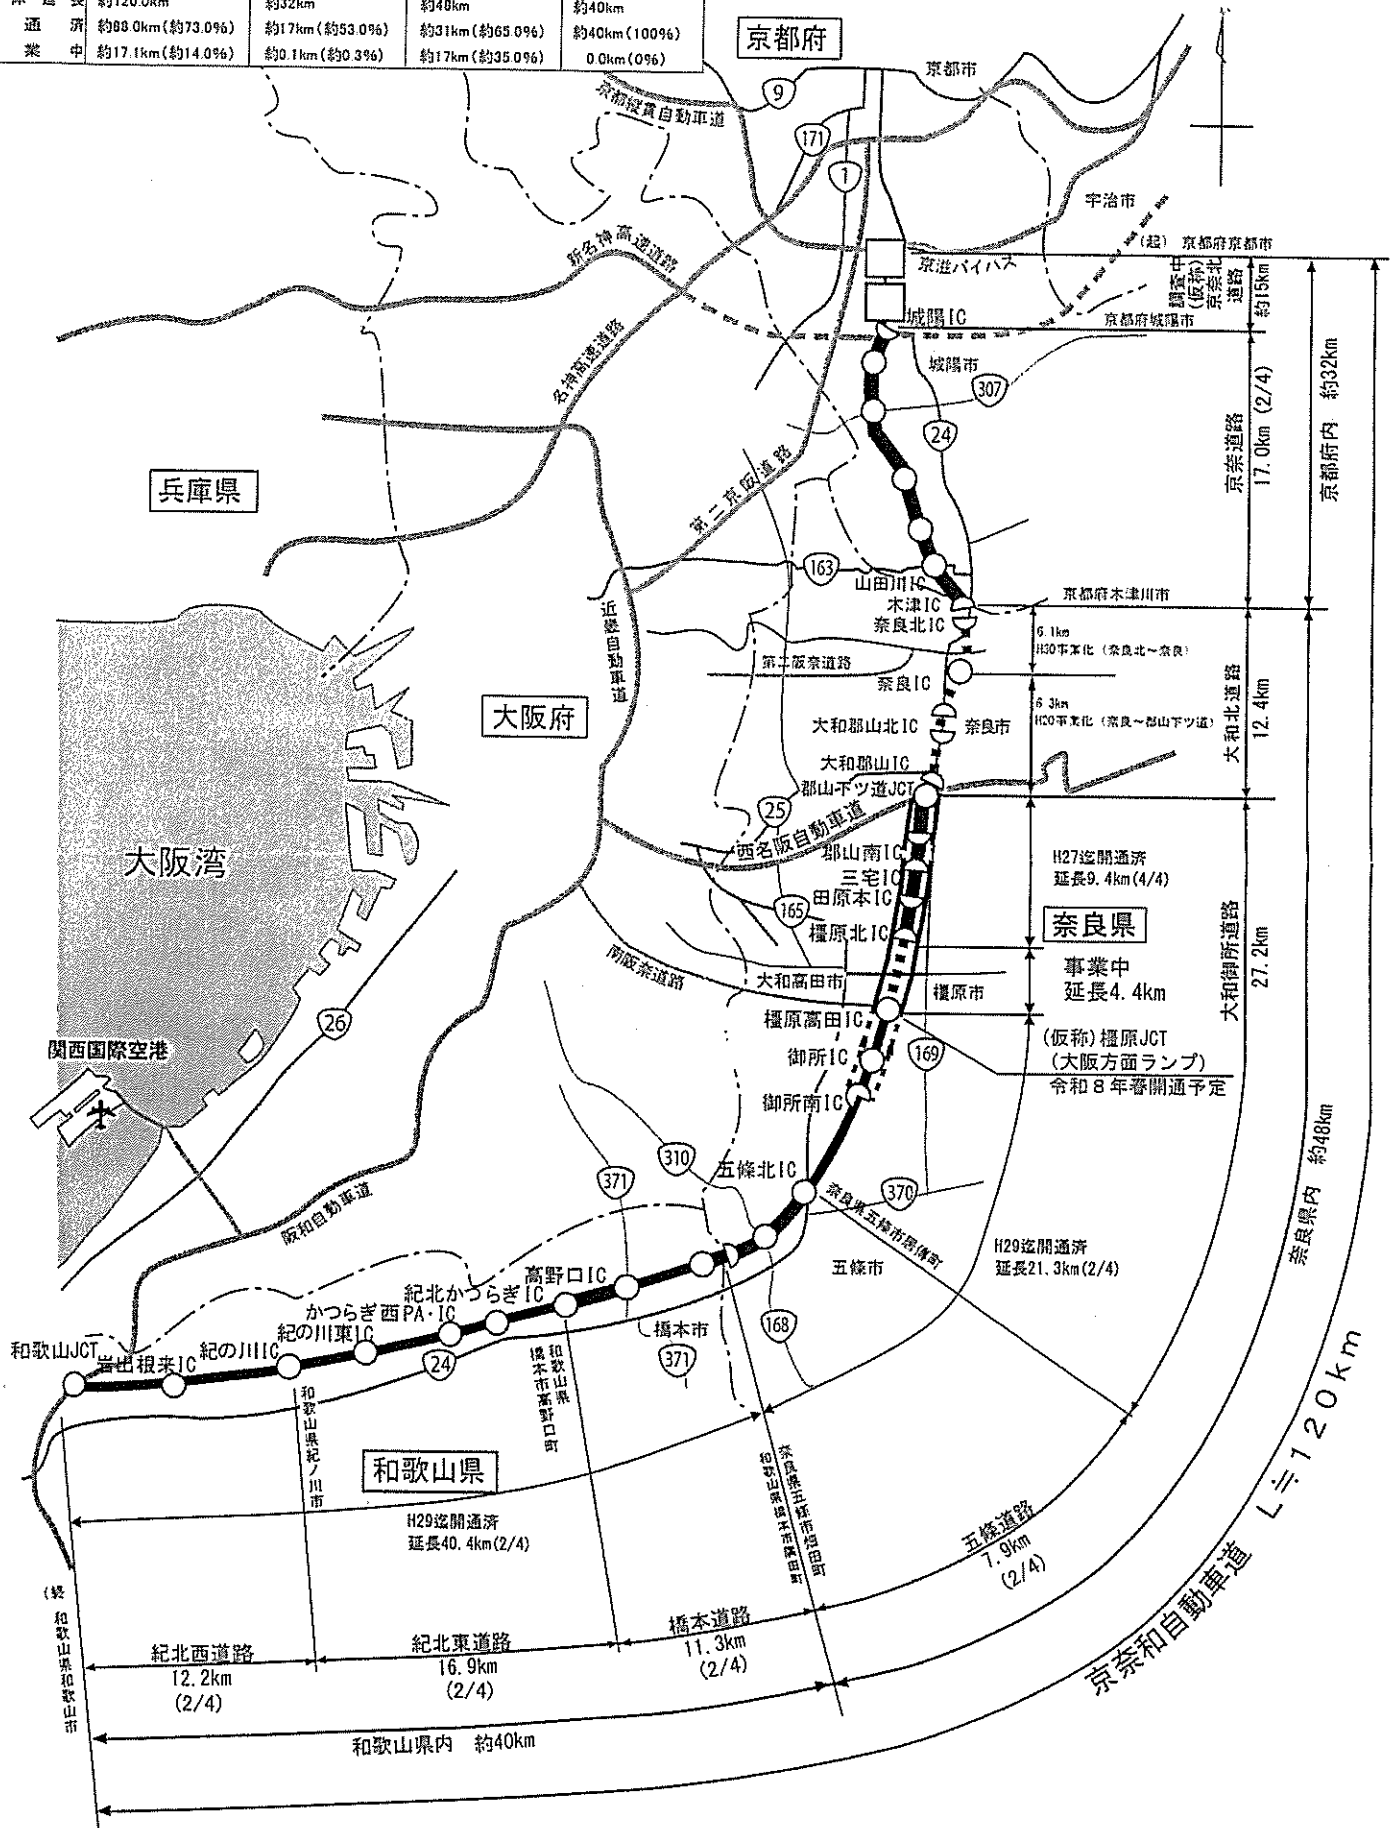 約120.0km 約32km 約48km 約40km
通 済 約88.0km(約73.0%) 約17km(約53.0%) 約31km(約65.0%) 約40km(100%)
業 中 約17.1km(約14.0%) 約0.1km(約0.3%) 約17km(約35.0%) 0.0km(0%)
京都府
京都市
9
京都縦貫自動車道
171
1
宇治市
(起) 京都府京都市
新名神高速道路
京滋バイパス
調査中
(仮称)
京奈北
道路
約15km
城陽IC
京都府城陽市
名神高速道路
城陽市
307
24
京奈道路
17.0km (2/4)
京都府内 約32km
兵庫県
第二京阪道路
163
山田川IC
木津IC
京都府木津川市
奈良北IC
近畿自動車道
6.1km
H30事業化 (奈良北~奈良)
第二阪奈道路
奈良IC
大阪府
6.3km
H20事業化 (奈良~郡山下ツ道)
大和北道路
12.4km
大和郡山北IC
奈良市
大和郡山IC
郡山下ツ道JCT
25
西名阪自動車道
大阪湾
郡山南IC
H27迄開通済
延長9.4km(4/4)
三宅IC
田原本IC
165
橿原北IC
奈良県
南阪奈道路
大和高田市
橿原市
事業中
延長4.4km
大和御所道路
27.2km
26
橿原高田IC
(仮称)橿原JCT
(大阪方面ランプ)
令和8年春開通予定
関西国際空港
御所IC
169
御所南IC
奈良県内 約48km
310
五條北IC
371
370
阪和自動車道
奈良県五條市居傳町
H29迄開通済
延長21.3km(2/4)
五條市
高野口IC
紀北かつらぎIC
かつらぎ西PA・IC
紀の川東IC
紀の川IC
和歌山JCT
岩出根来IC
24
橋本市
371
168
和歌山県
橋本市高野口町
和歌山県紀ノ川市
和歌山県
H29迄開通済
延長40.4km(2/4)
奈良県五條市畑田町
和歌山県橋本市隅田町
五條道路
7.9km
(2/4)
京奈和自動車道 L≒120km
(終
和歌山県和歌山市
橋本道路
11.3km
(2/4)
紀北東道路
16.9km
(2/4)
紀北西道路
12.2km
(2/4)
和歌山県内 約40km